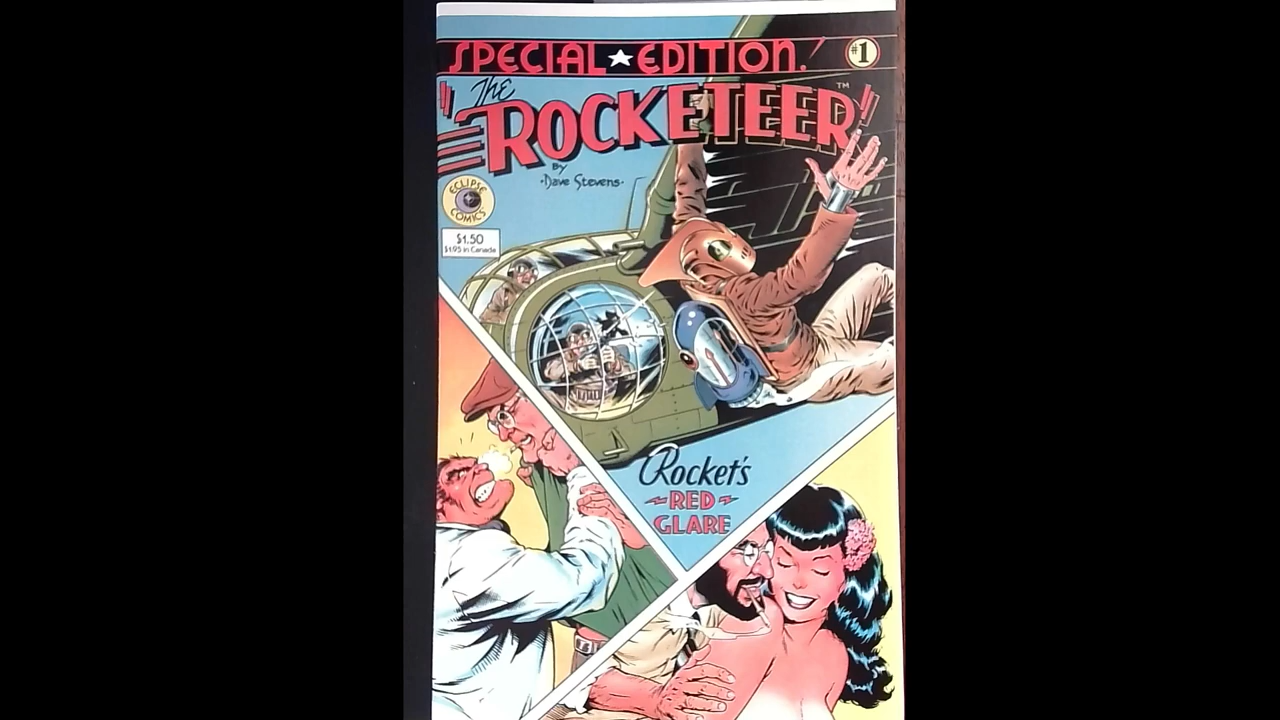 SPECIAL ★ EDITION! #1
The
"ROCKETEER" ™
By
·Dave Stevens·
ECLIPSE
COMICS
$1.50
$1.95 in Canada
Rocket's
RED
GLARE